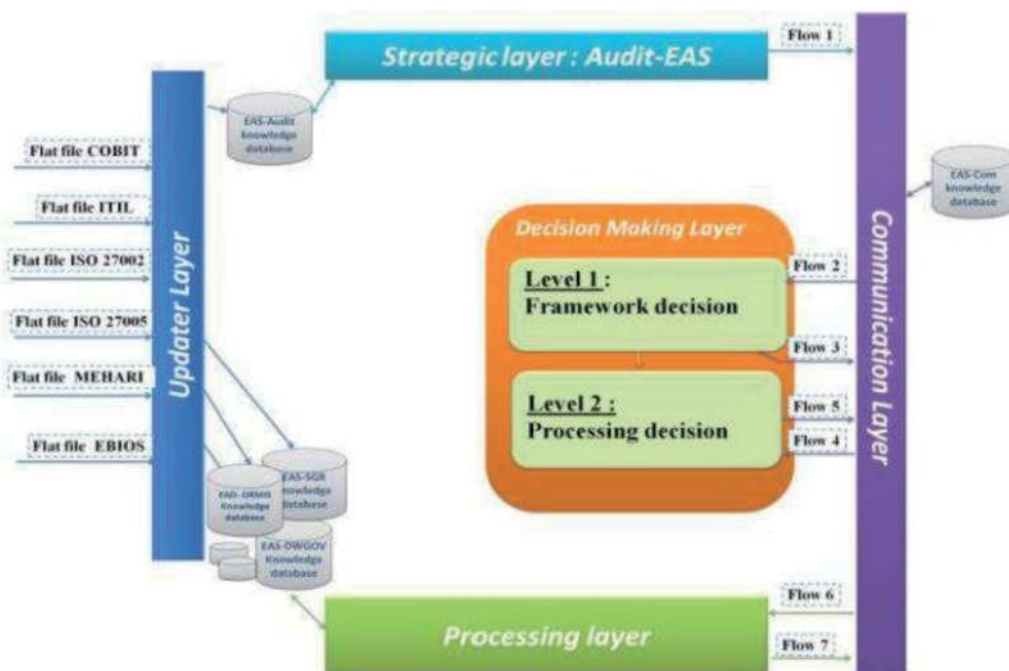 Strategic layer : Audit-EAS
Flow 1
EAS-Audit
knowledge
database
Flat file COBIT
Flat file ITIL
Flat file ISO 27002
Flat file ISO 27005
Flat file MEHARI
Flat file EBIOS
Updater Layer
Decision Making Layer
Level 1 :
Framework decision
Level 2 :
Processing decision
Flow 2
Flow 3
Flow 5
Flow 4
Communication Layer
EAS-Com
knowledge
database
EAS-SGR
knowledge
database
Knowledge
database
EAS-DWGOV
Knowledge
database
Processing layer
Flow 6
Flow 7